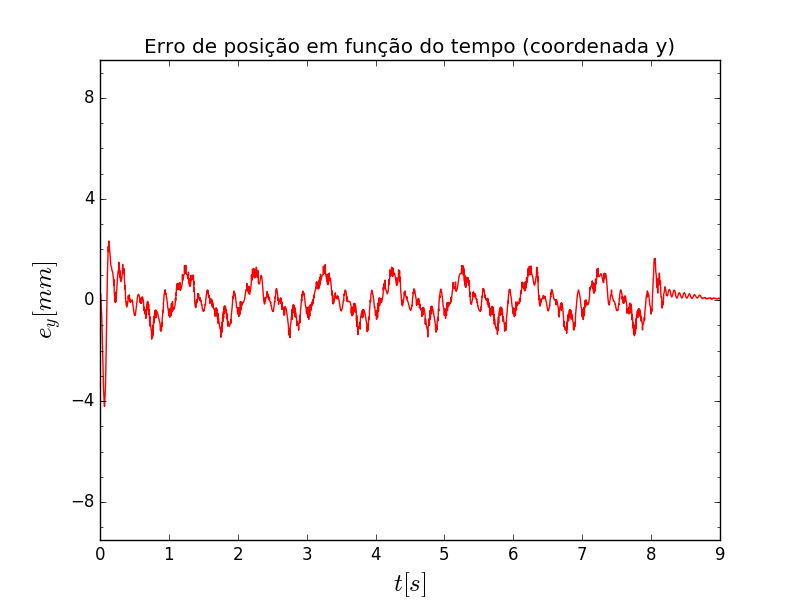 Erro de posição em função do tempo (coordenada y)
8
4
0
−4
−8
e_y[mm]
0 1 2 3 4 5 6 7 8 9
t[s]